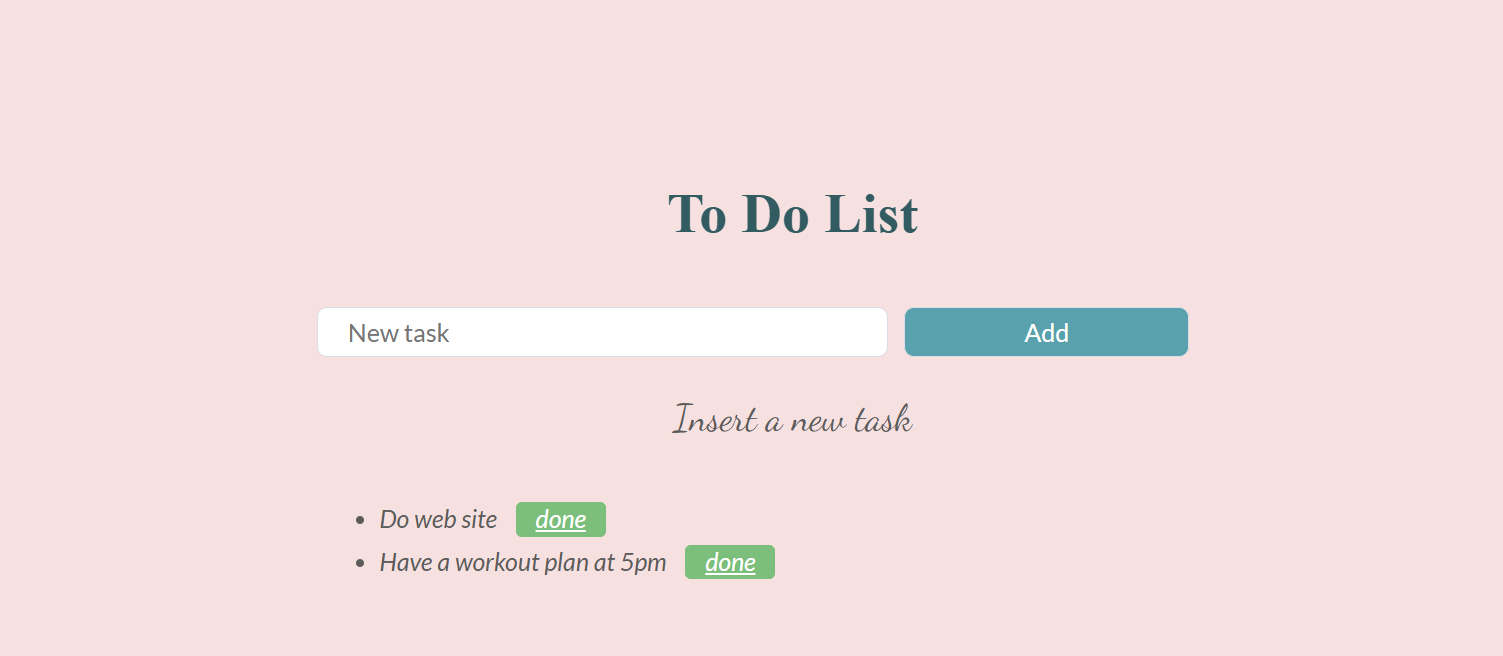 To Do List
New task
Add
Insert a new task
Do web site done
Have a workout plan at 5pm done